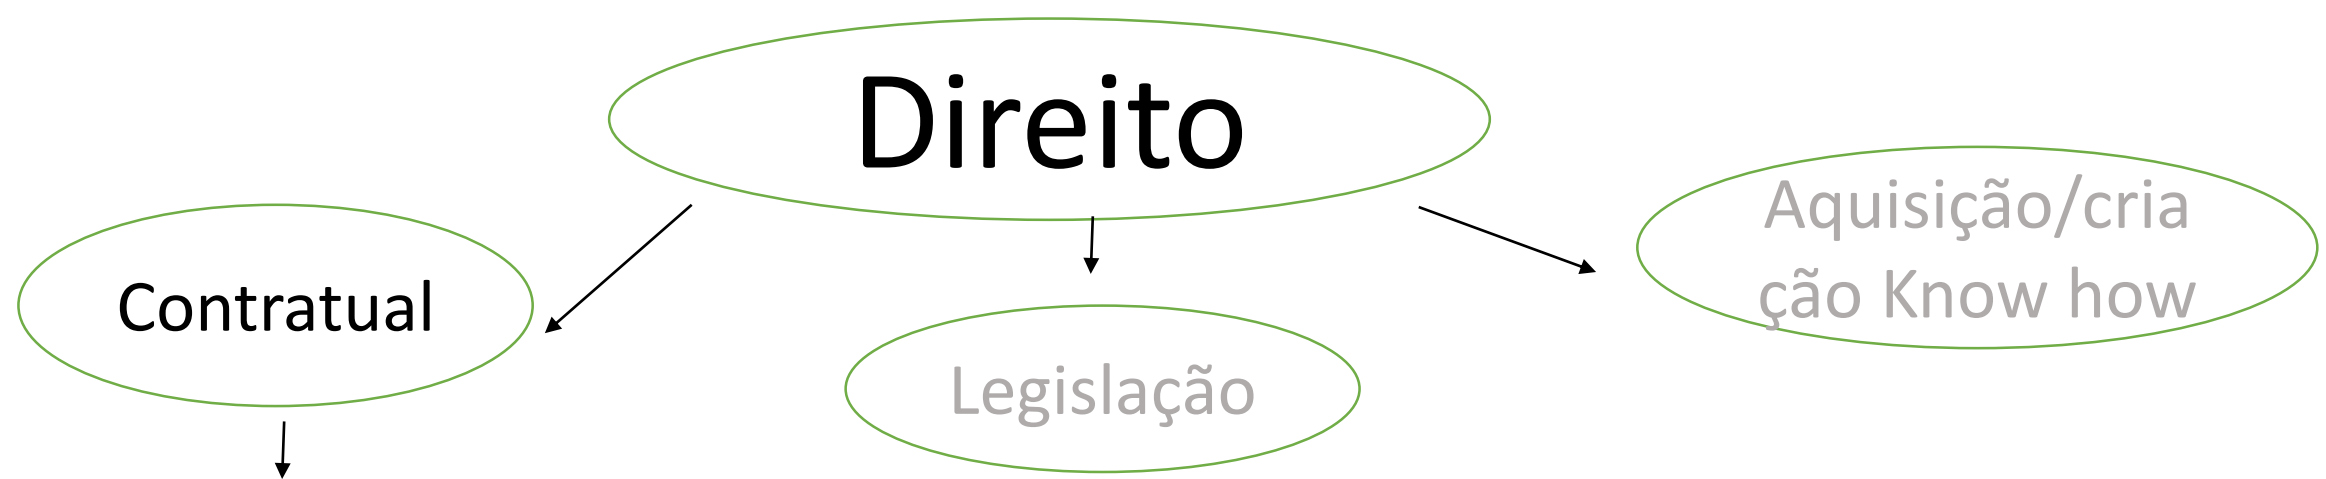 Direito
Aquisição/cria
ção Know how
Contratual
Legislação